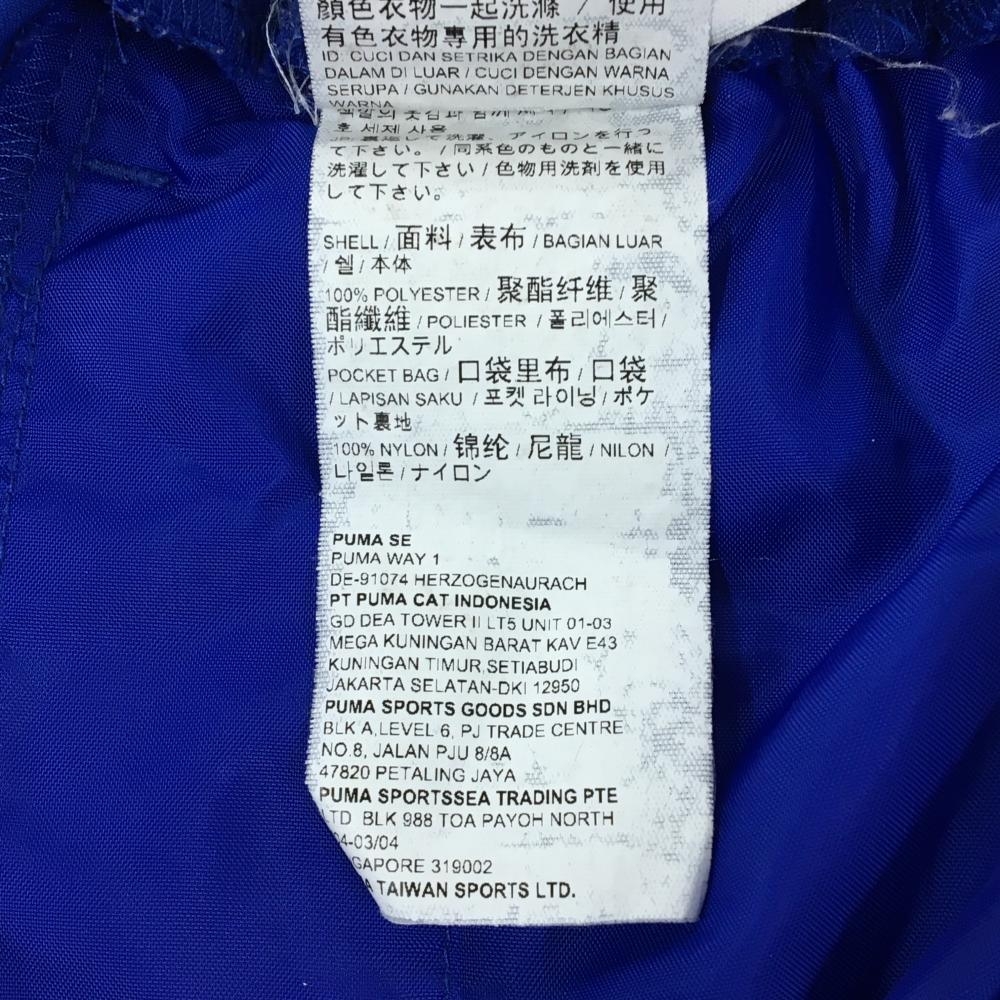 顏色衣物一起洗滌 / 使用
有色衣物專用的洗衣精
ID: CUCI DAN SETRIKA DENGAN BAGIAN
DALAM DI LUAR / CUCI DENGAN WARNA
SERUPA / GUNAKAN DETERJEN KHUSUS
WARNA
후 세제 사용
て下さい。 / 同系色のものと一緒に
洗濯して下さい / 色物用洗剤を使用
して下さい。
SHELL / 面料 / 表布 / BAGIAN LUAR
/ 쉘 / 本体
100% POLYESTER / 聚酯纤维 / 聚
酯纖維 / POLIESTER / 폴리에스터 /
ポリエステル
POCKET BAG / 口袋里布 / 口袋
/ LAPISAN SAKU / 포켓 라이닝 / ポケ
ット裏地
100% NYLON / 锦纶 / 尼龍 / NILON /
나일론 / ナイロン
PUMA SE
PUMA WAY 1
DE-91074 HERZOGENAURACH
PT PUMA CAT INDONESIA
GD DEA TOWER II LT5 UNIT 01-03
MEGA KUNINGAN BARAT KAV E43
KUNINGAN TIMUR,SETIABUDI
JAKARTA SELATAN-DKI 12950
PUMA SPORTS GOODS SDN BHD
BLK A,LEVEL 6, PJ TRADE CENTRE
NO.8, JALAN PJU 8/8A
47820 PETALING JAYA
PUMA SPORTSSEA TRADING PTE
LTD BLK 988 TOA PAYOH NORTH
04-03/04
GAPORE 319002
A TAIWAN SPORTS LTD.